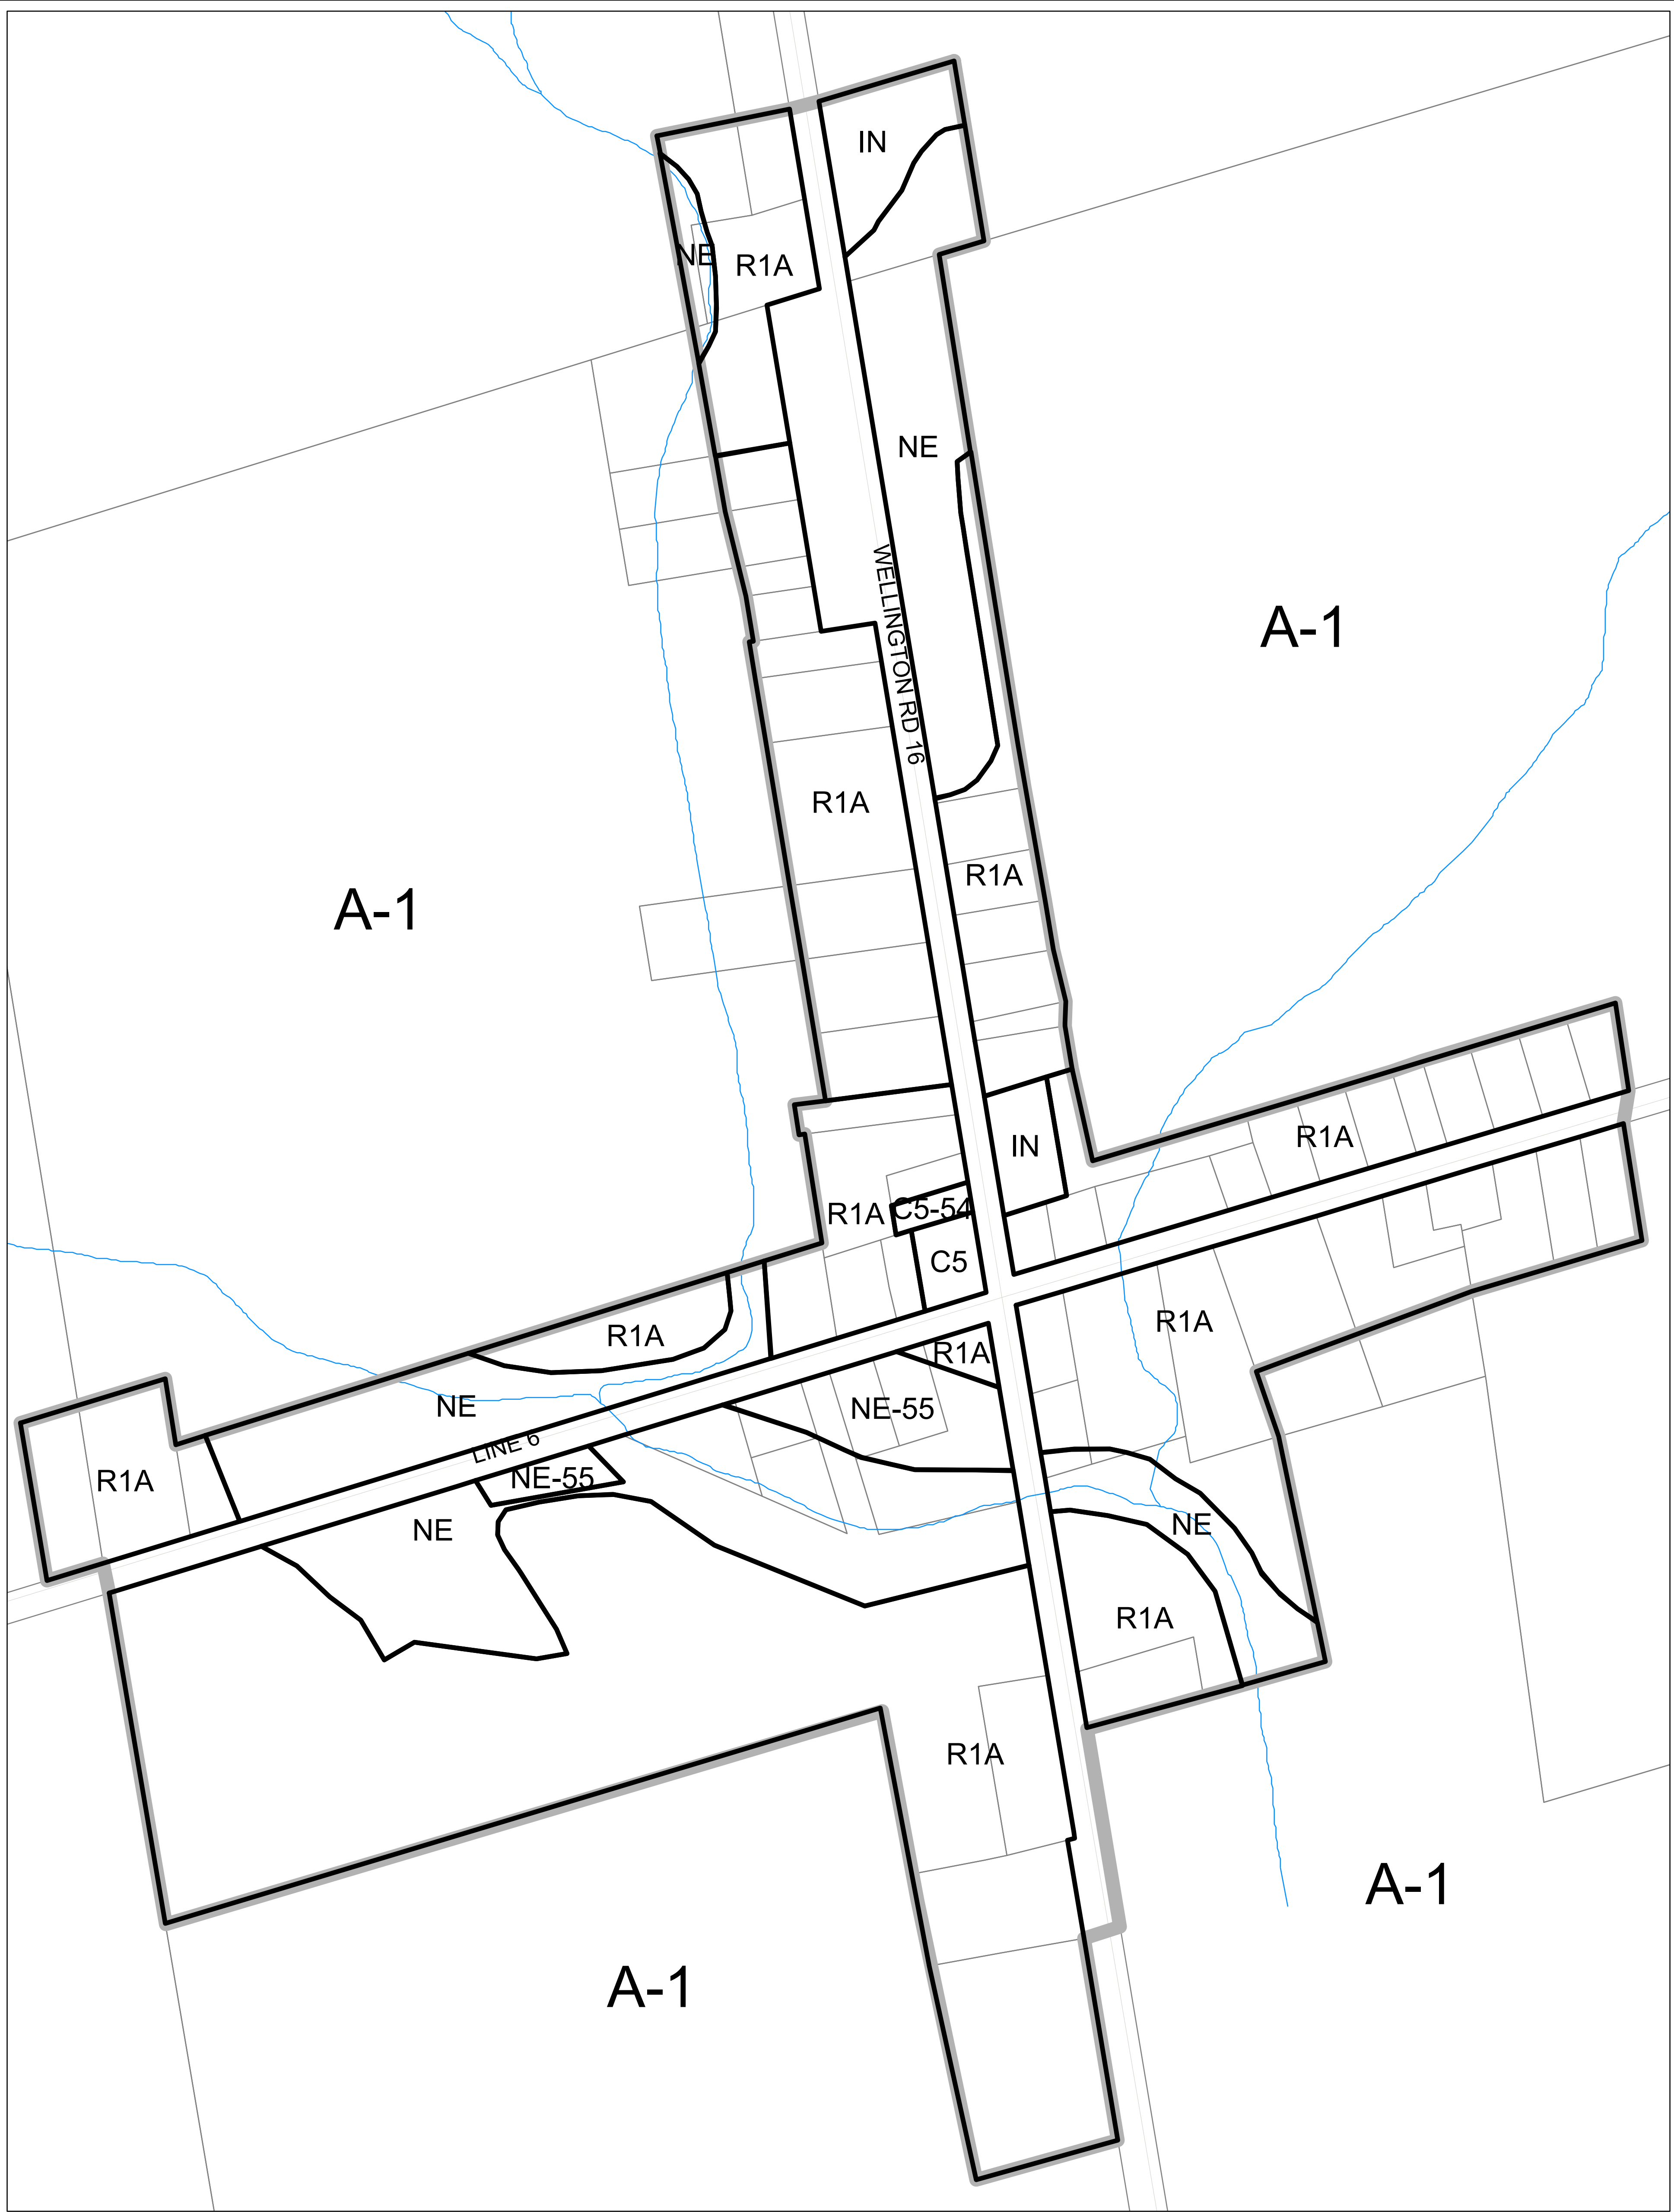 IN
NE
R1A
NE
WELLINGTON RD 16
A-1
R1A
R1A
A-1
R1A
IN
C5-54
R1A
C5
R1A
R1A
R1A
NE
NE-55
LINE 6
R1A
NE-55
NE
NE
R1A
R1A
A-1
A-1